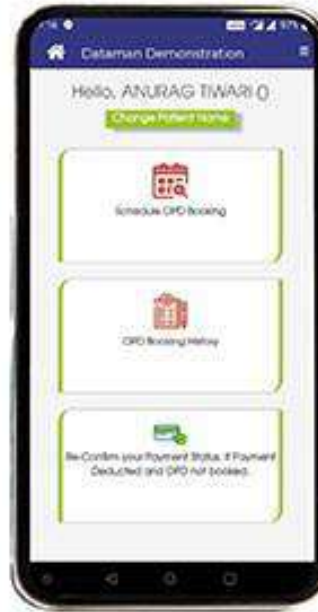 Dataman Demonstration
Hello, ANURAG TIWARI ()
Change Patient Name
Schedule OPD Booking
OPD Booking History
Re-Confirm your Payment Status, If Payment
Deducted and OPD not booked.